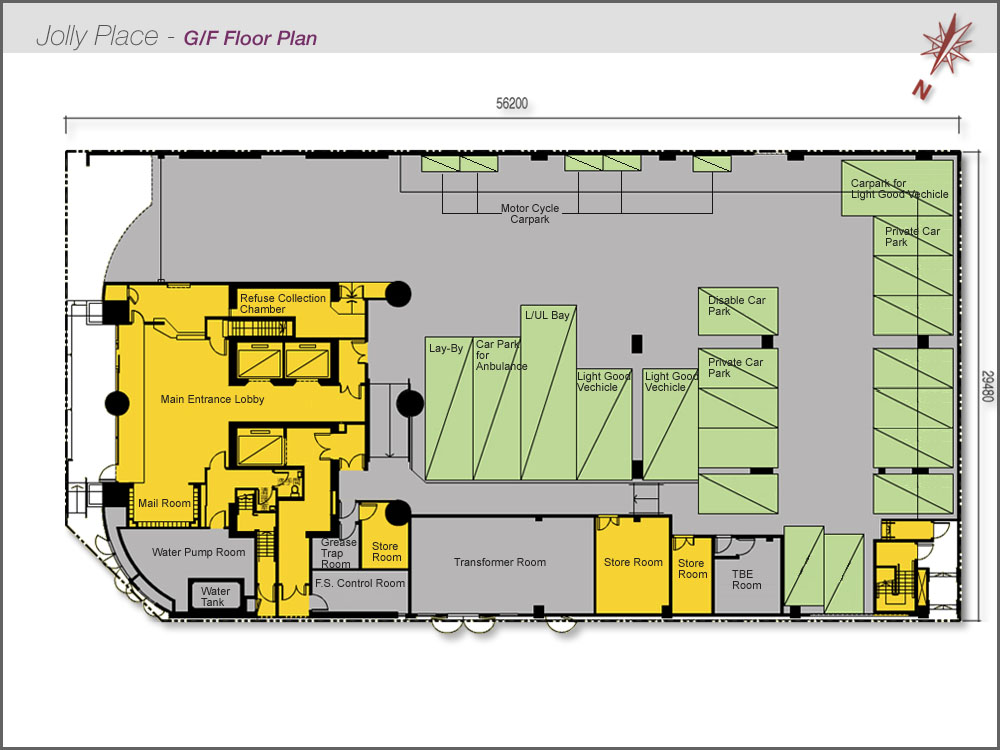 Jolly Place - G/F Floor Plan
N
56200
29480
Motor Cycle
Carpark
Carpark for
Light Good Vechicle
Private Car
Park
Refuse Collection
Chamber
Disable Car
Park
L/UL Bay
Lay-By
Car Park
for
Anbulance
Light Good
Vechicle
Light Good
Vechicle
Private Car
Park
Main Entrance Lobby
Mail Room
Water Pump Room
Water
Tank
Grease
Trap
Room
Store
Room
F.S. Control Room
Transformer Room
Store Room
Store
Room
TBE
Room